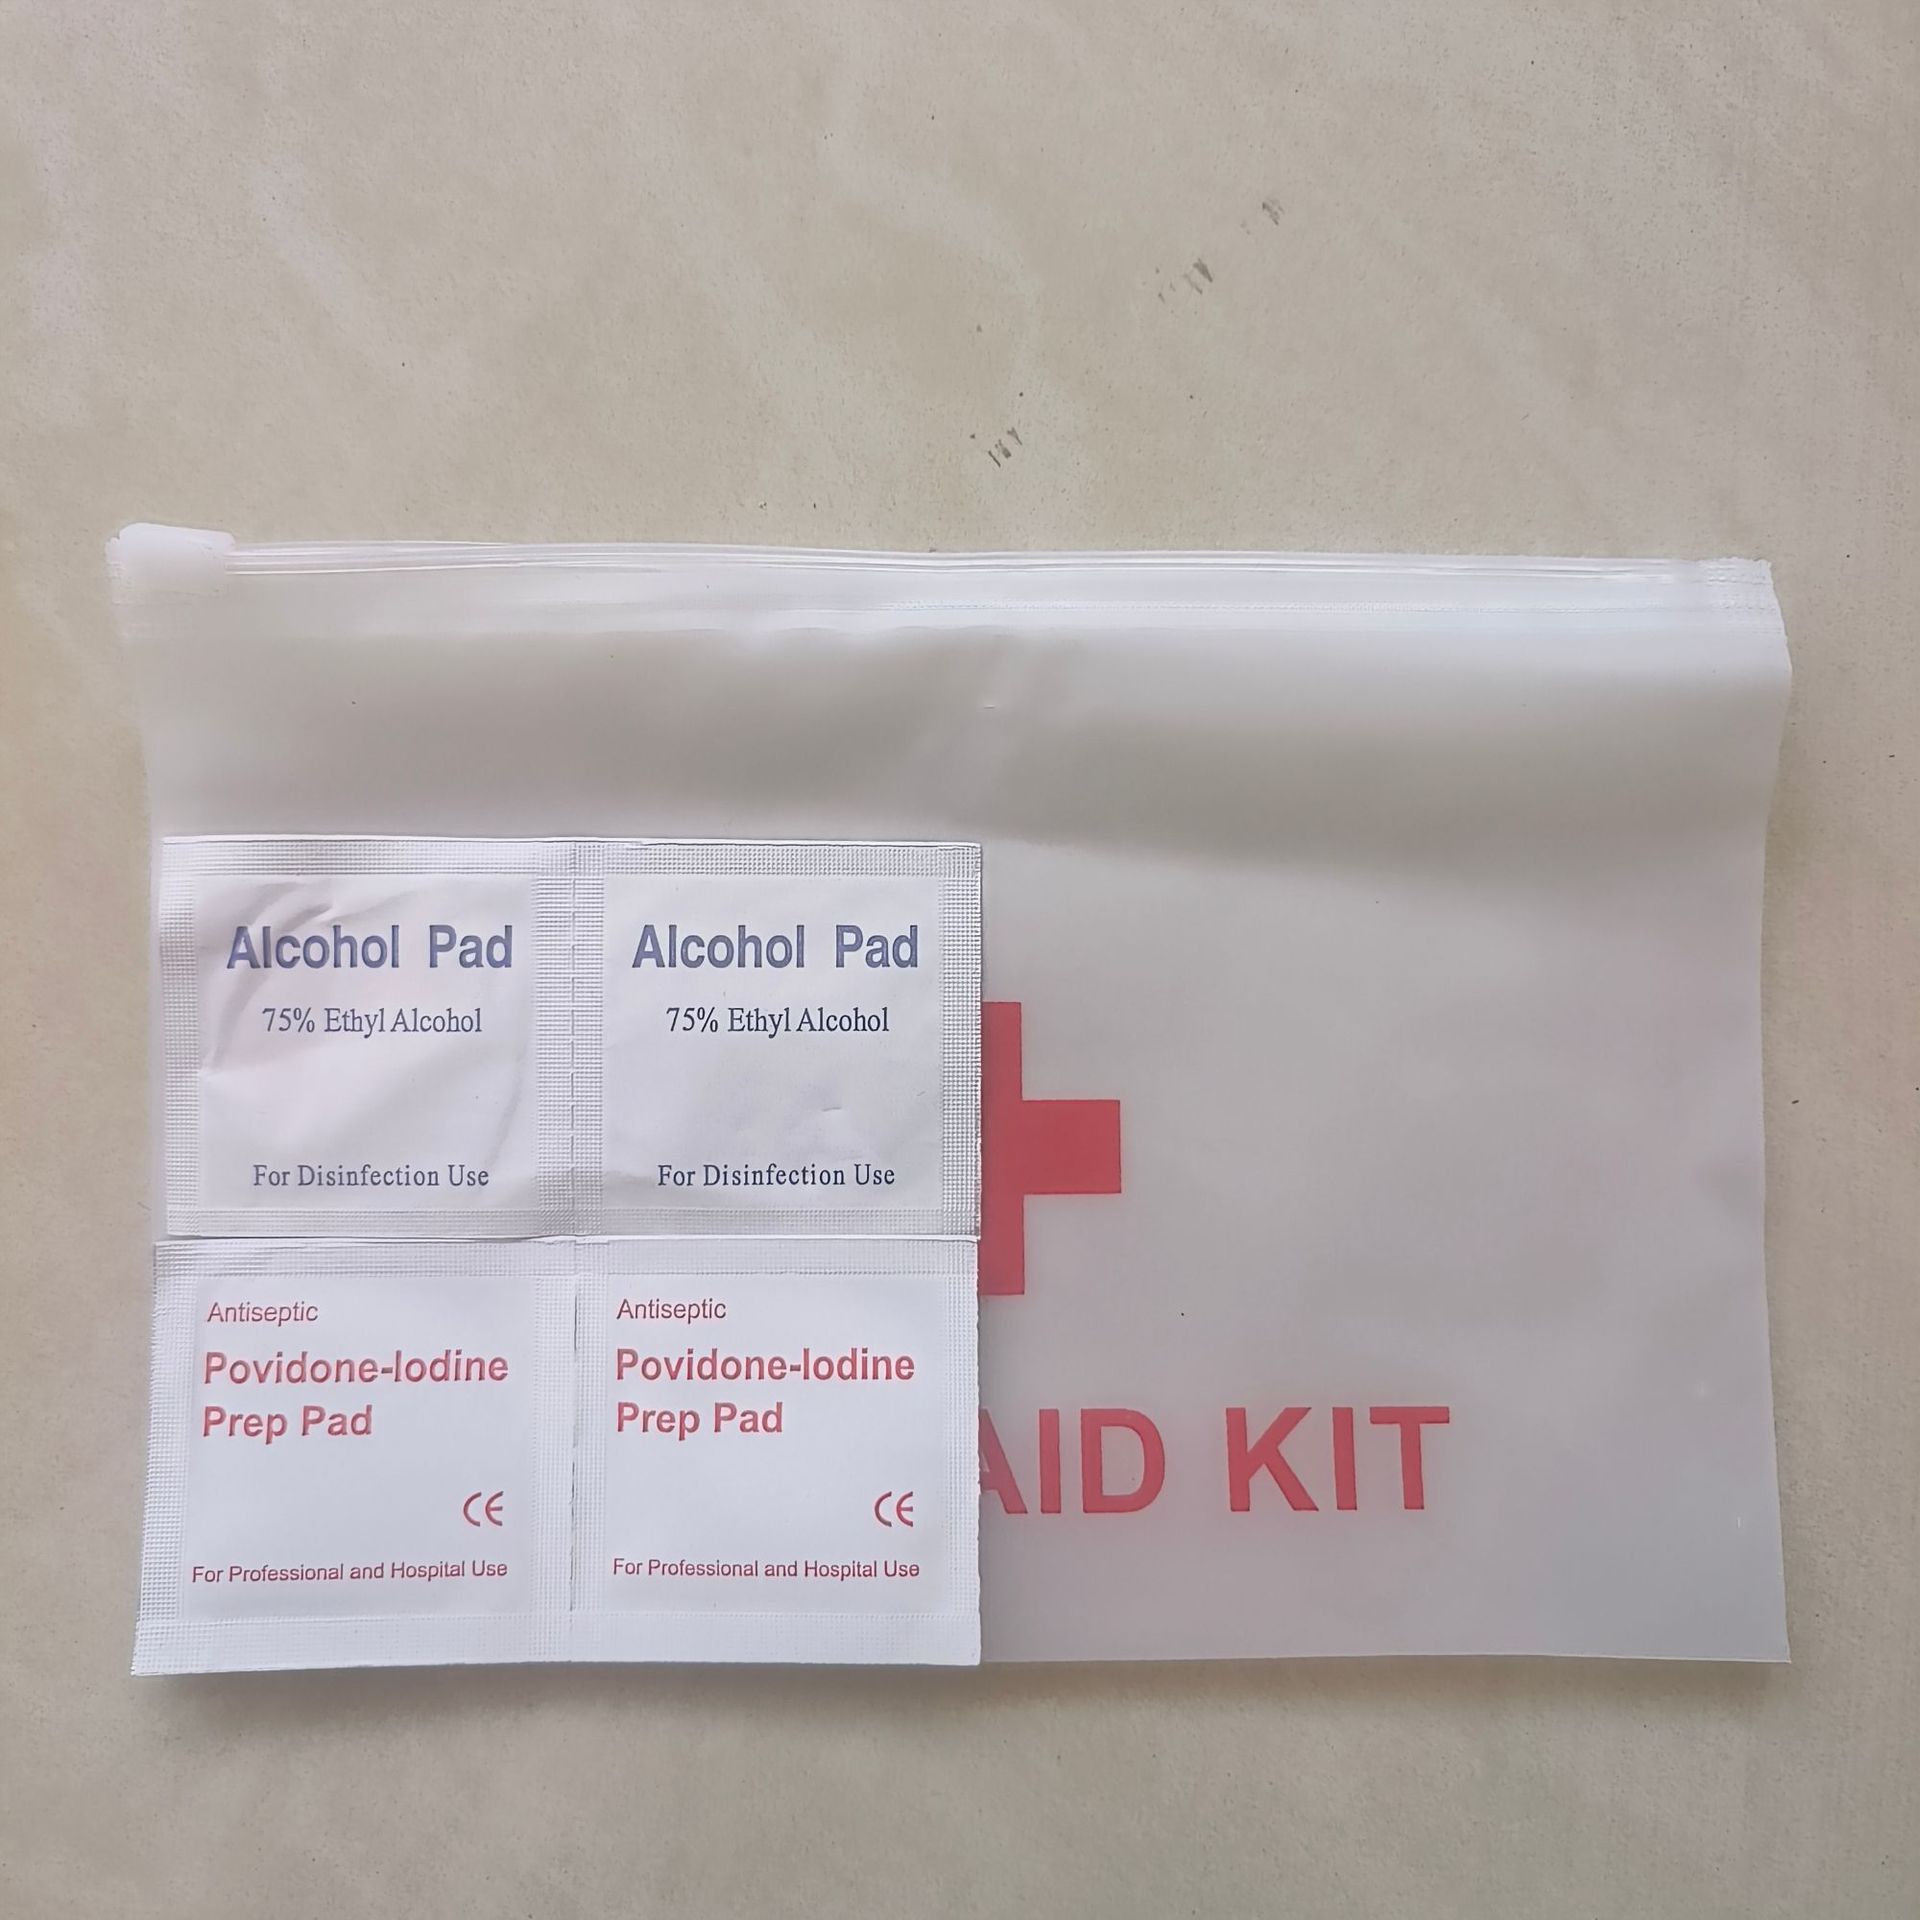 Alcohol Pad
75% Ethyl Alcohol
For Disinfection Use
Alcohol Pad
75% Ethyl Alcohol
For Disinfection Use
Antiseptic
Povidone-Iodine
Prep Pad
CE
For Professional and Hospital Use
Antiseptic
Povidone-Iodine
Prep Pad
CE
For Professional and Hospital Use
AID KIT